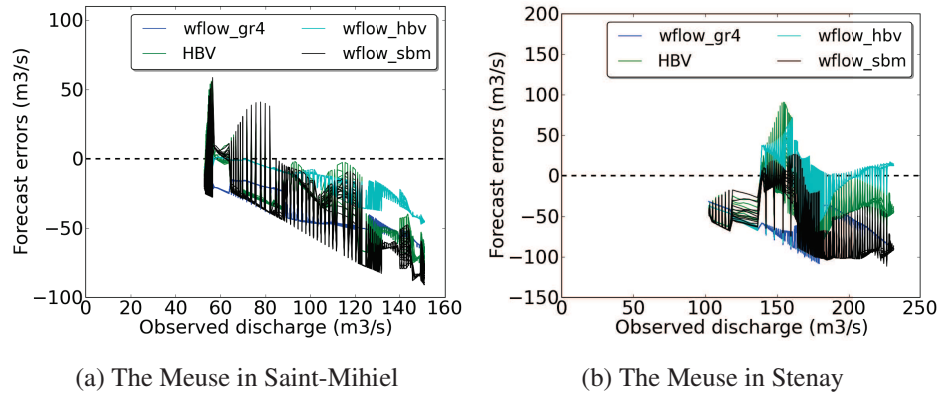 Forecast errors (m3/s)
100
50
0
−50
−100
wflow_gr4
HBV
wflow_hbv
wflow_sbm
0 20 40 60 80 100 120 140 160
Observed discharge (m3/s)
(a) The Meuse in Saint-Mihiel
Forecast errors (m3/s)
200
150
100
50
0
−50
−100
−150
wflow_gr4
HBV
wflow_hbv
wflow_sbm
0 50 100 150 200 250
Observed discharge (m3/s)
(b) The Meuse in Stenay